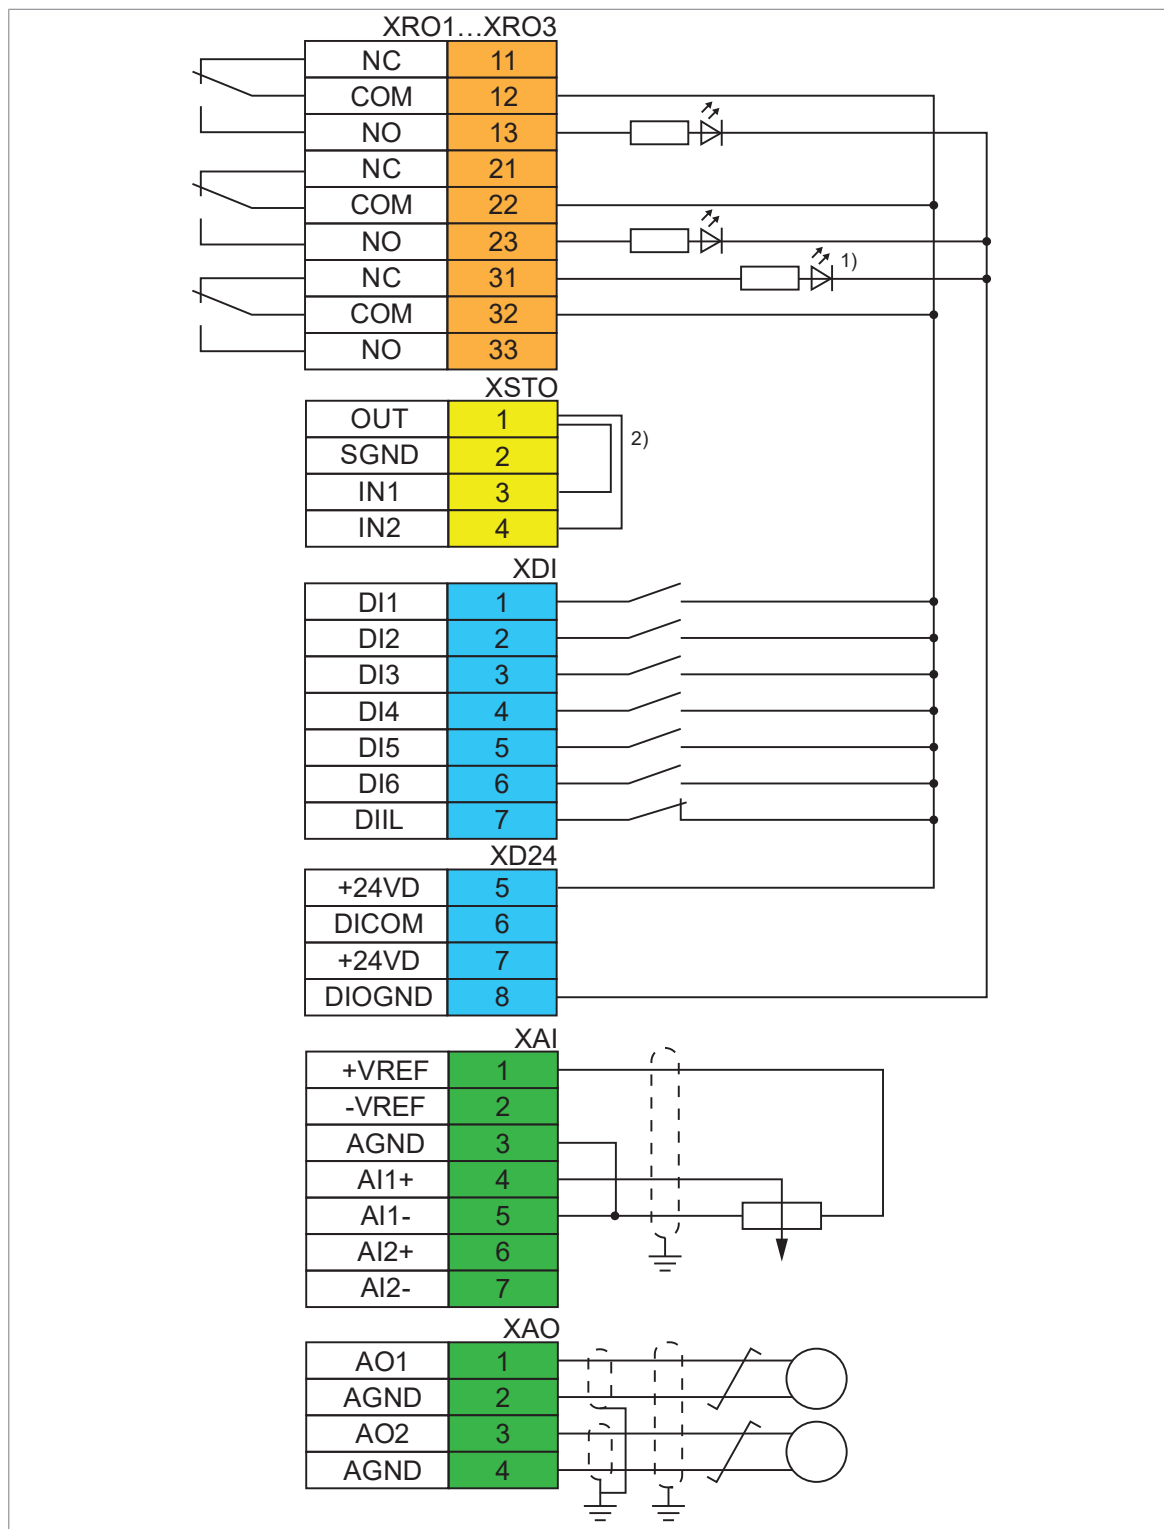 XRO1...XRO3
NC 11
COM 12
NO 13
NC 21
COM 22
NO 23
NC 31 1)
COM 32
NO 33
XSTO
OUT 1
2)
SGND 2
IN1 3
IN2 4
XDI
DI1 1
DI2 2
DI3 3
DI4 4
DI5 5
DI6 6
DIIL 7
XD24
+24VD 5
DICOM 6
+24VD 7
DIOGND 8
XAI
+VREF 1
-VREF 2
AGND 3
AI1+ 4
AI1- 5
AI2+ 6
AI2- 7
XAO
AO1 1
AGND 2
AO2 3
AGND 4